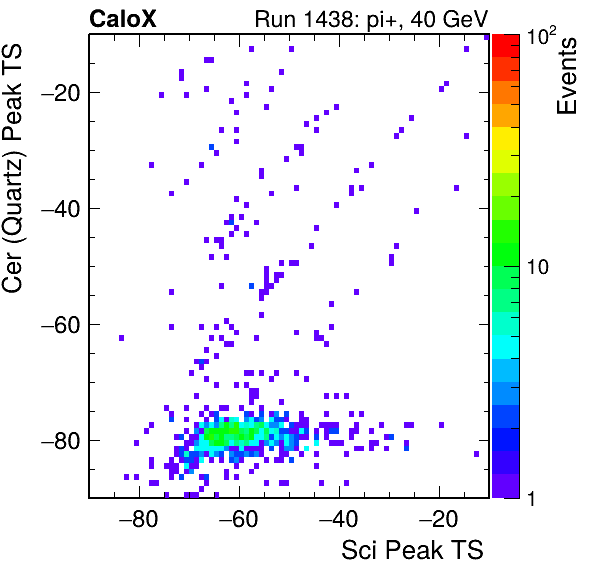 CaloX Run 1438: pi+, 40 GeV
Cer (Quartz) Peak TS
−20
−40
−60
−80
−80 −60 −40 −20
Sci Peak TS
10²
10
1
Events